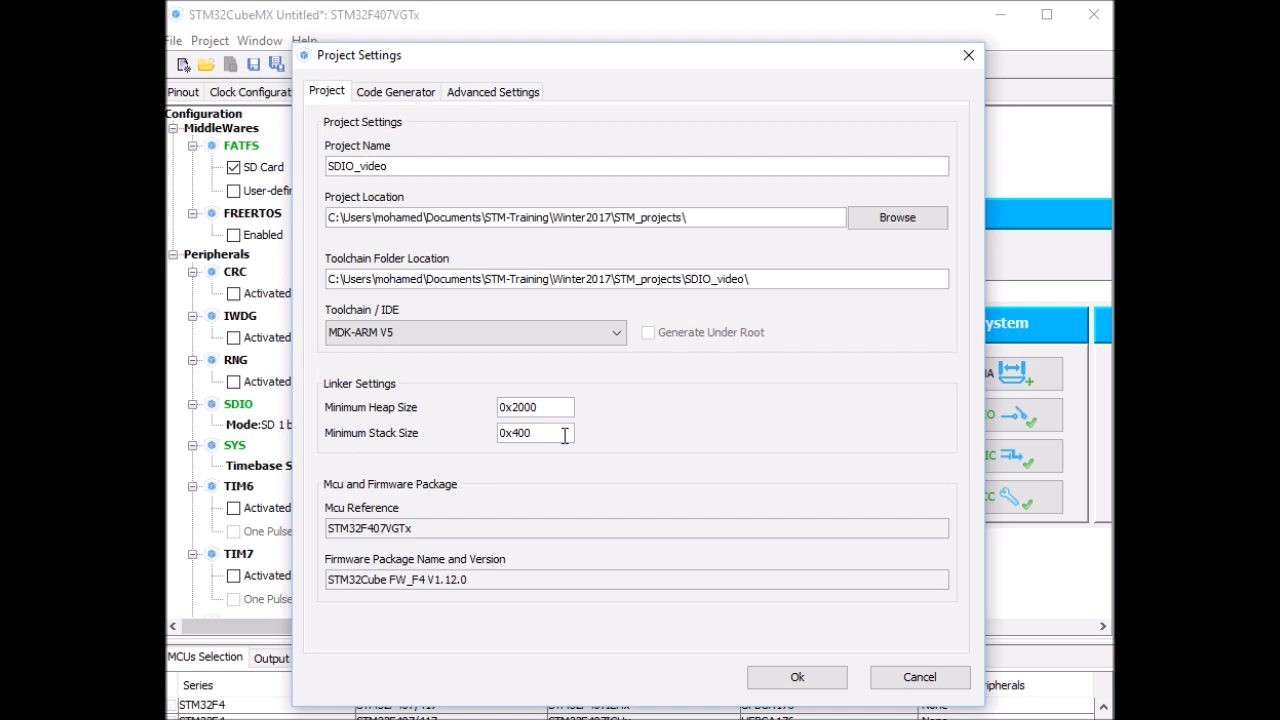 STM32CubeMX Untitled*: STM32F407VGTx
File Project Window Help
Project Settings
Pinout Clock Configurat
Project Code Generator Advanced Settings
Configuration
MiddleWares
FATFS
SD Card
User-defin
FREERTOS
Enabled
Peripherals
CRC
Activated
IWDG
Activated
RNG
Activated
SDIO
Mode:SD 1 b
SYS
Timebase S
TIM6
Activated
One Pulse
TIM7
Activated
One Pulse
Project Settings
Project Name
SDIO_video
Project Location
C:\Users\mohamed\Documents\STM-Training\Winter2017\STM_projects\
Browse
Toolchain Folder Location
C:\Users\mohamed\Documents\STM-Training\Winter2017\STM_projects\SDIO_video\
Toolchain / IDE
MDK-ARM V5
Generate Under Root
Linker Settings
Minimum Heap Size 0x2000
Minimum Stack Size 0x400
Mcu and Firmware Package
Mcu Reference
STM32F407VGTx
Firmware Package Name and Version
STM32Cube FW_F4 V1.12.0
Ok Cancel
ystem
MCUs Selection Output
Series
eripherals
STM32F4